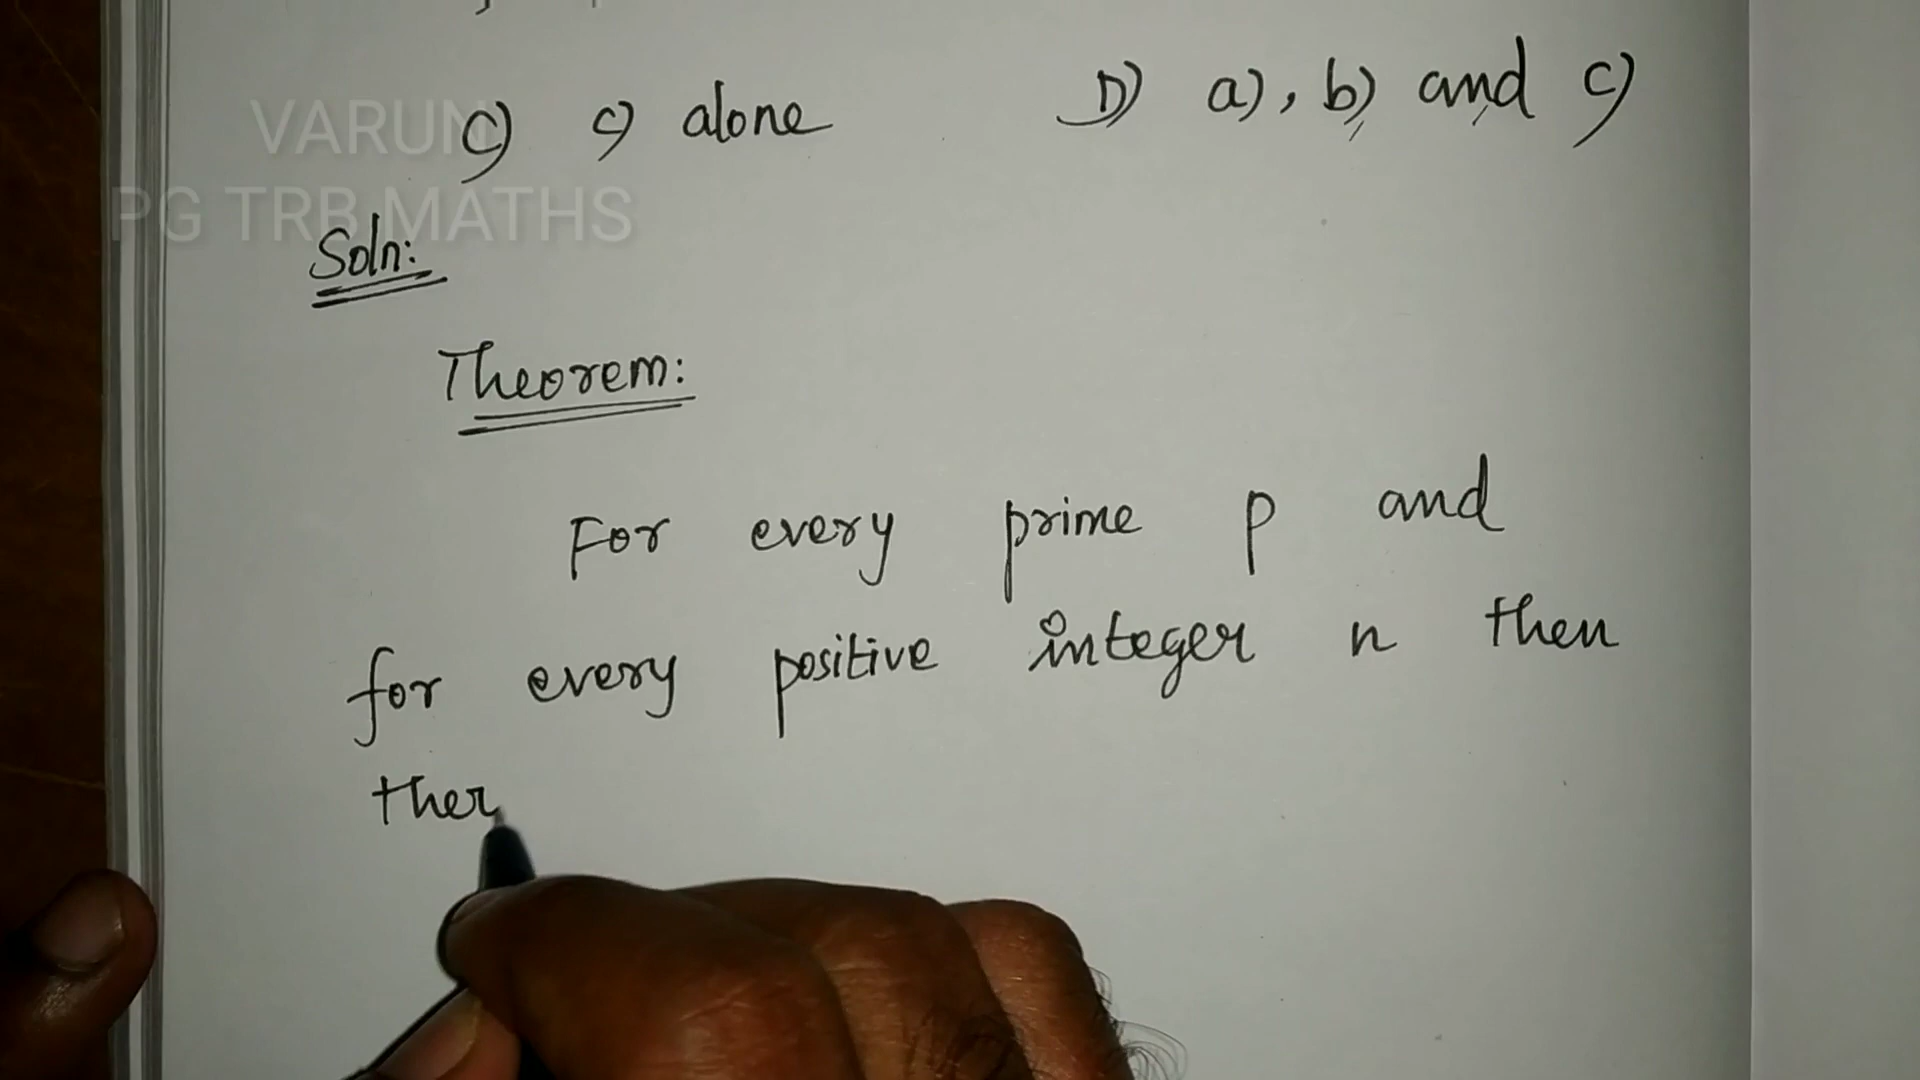 C) c) alone D) a), b) and c)
VARUN
PG TRB MATHS
Soln:
Theorem:
For every prime p and
for every positive integer n then
ther